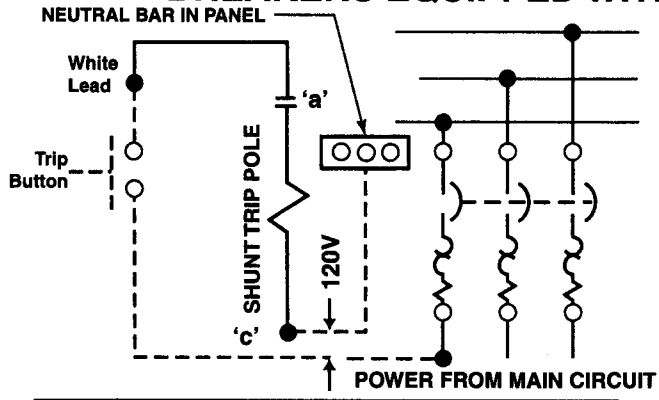 NEUTRAL BAR IN PANEL
White
Lead
'a'
Trip
Button
SHUNT TRIP POLE
120V
'c'
POWER FROM MAIN CIRCUIT